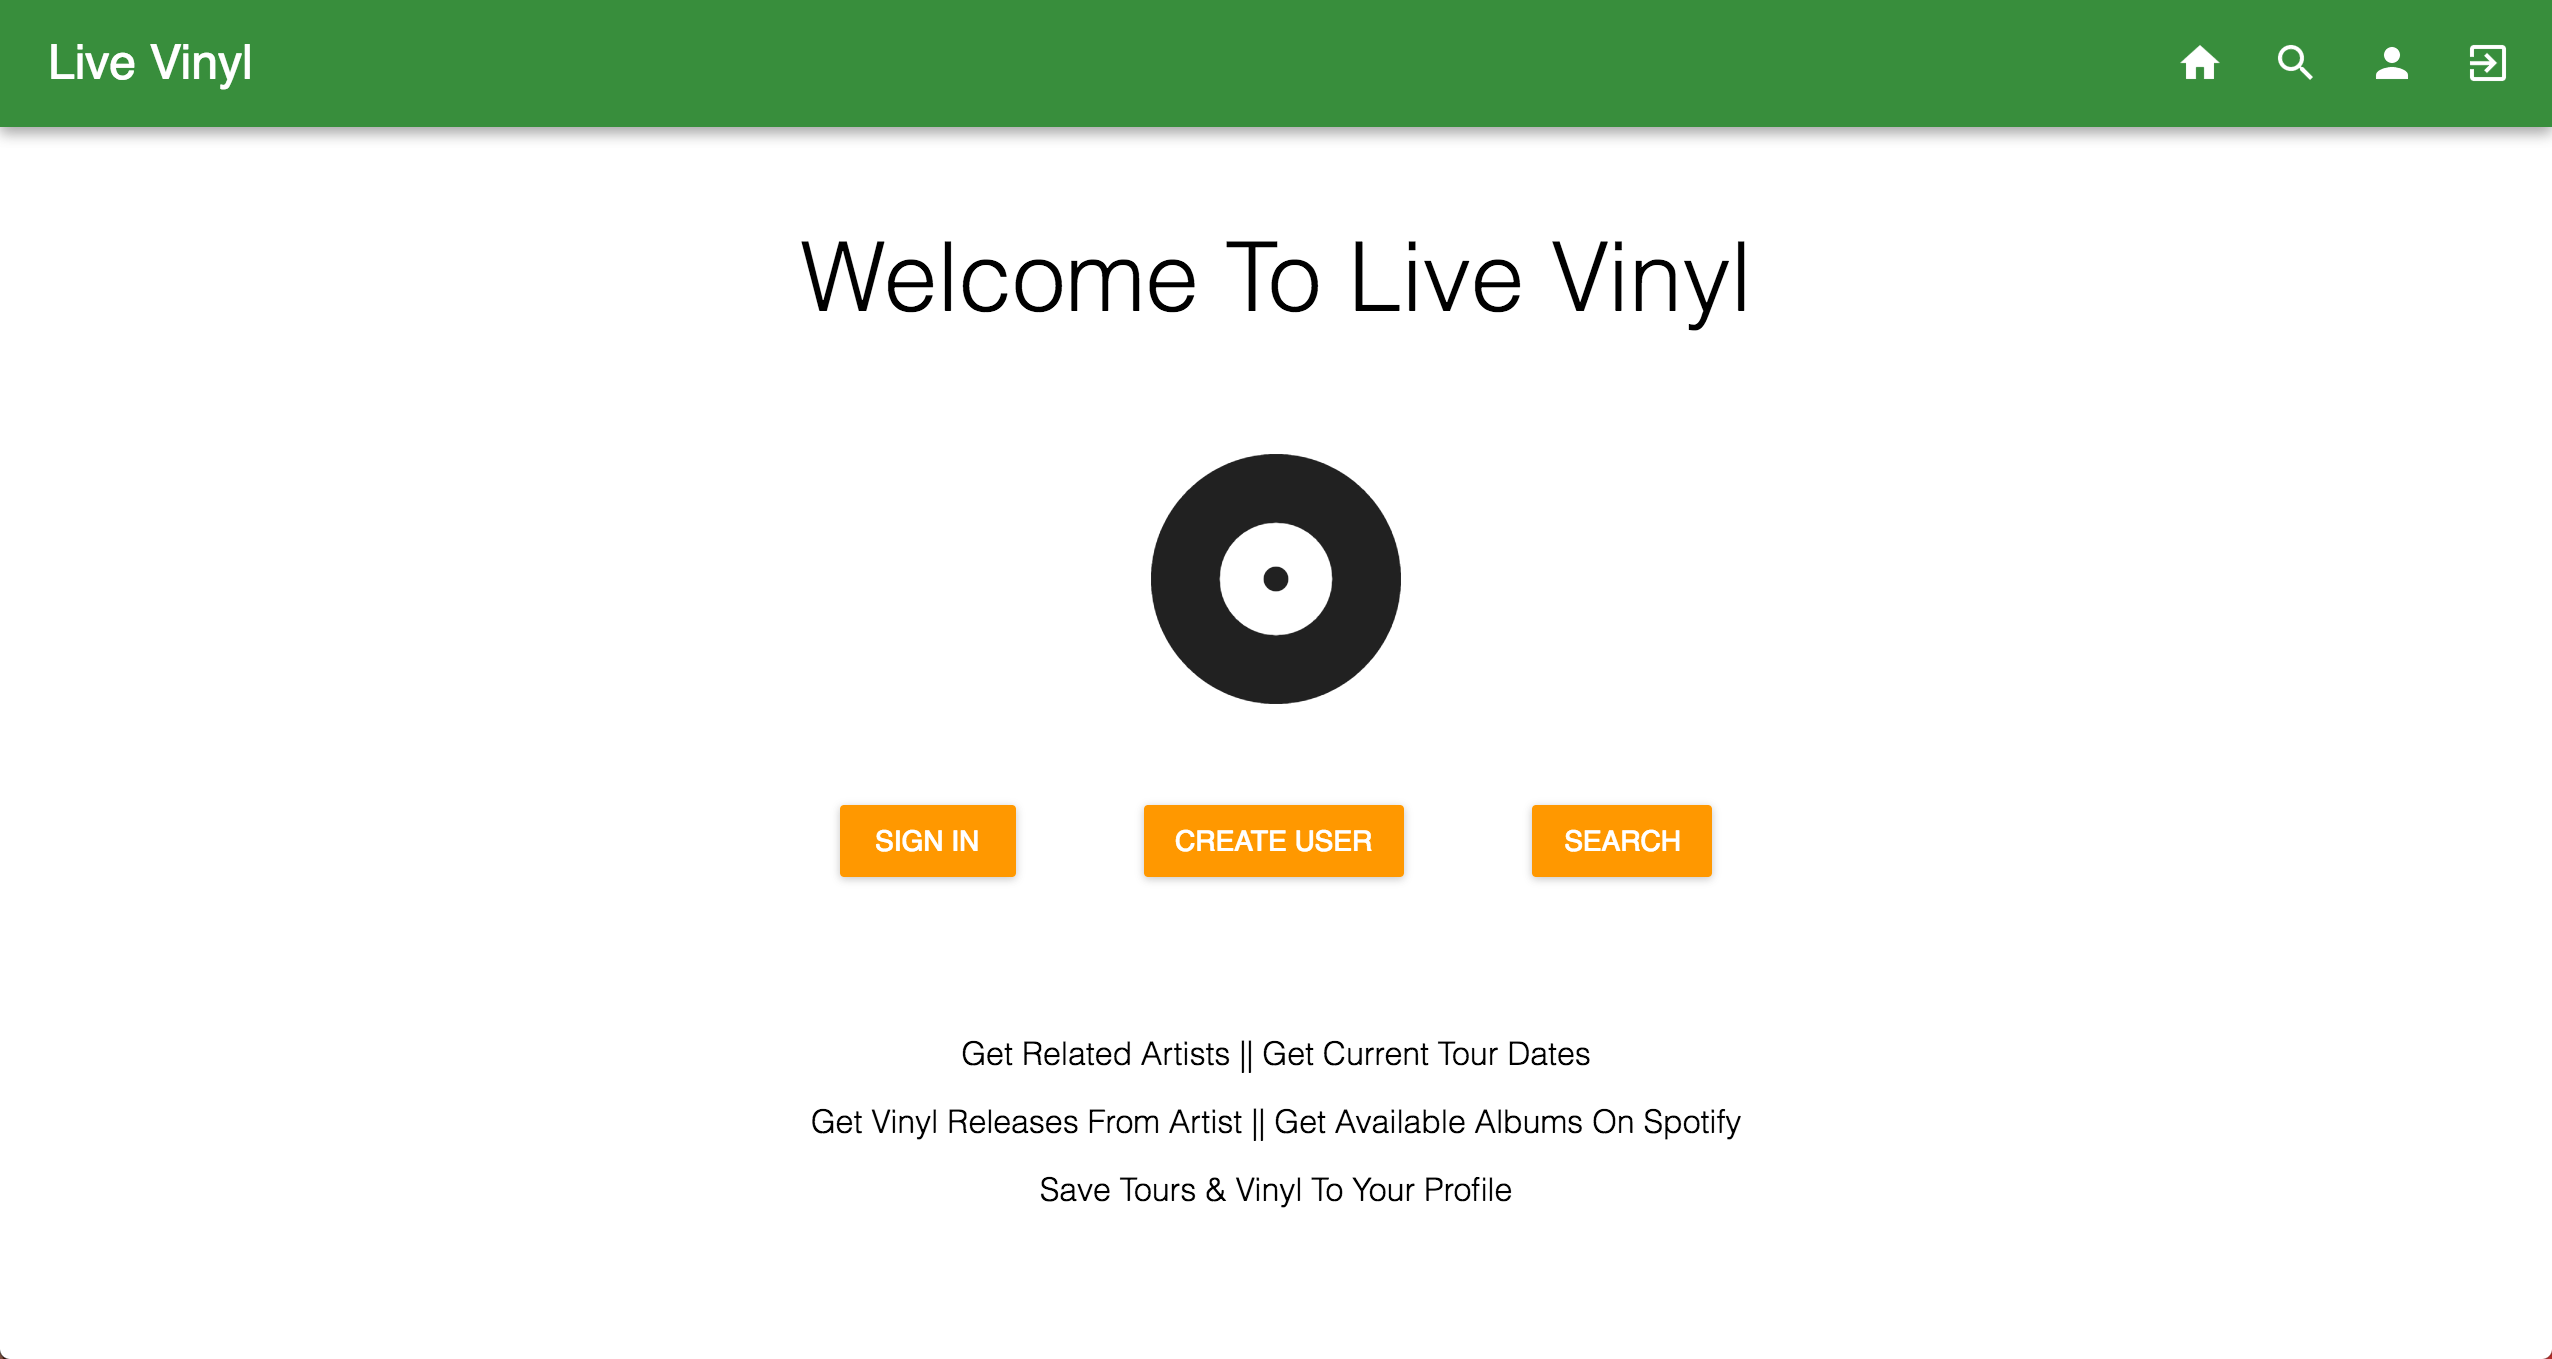 Live Vinyl
Welcome To Live Vinyl
SIGN IN
CREATE USER
SEARCH
Get Related Artists || Get Current Tour Dates
Get Vinyl Releases From Artist || Get Available Albums On Spotify
Save Tours & Vinyl To Your Profile